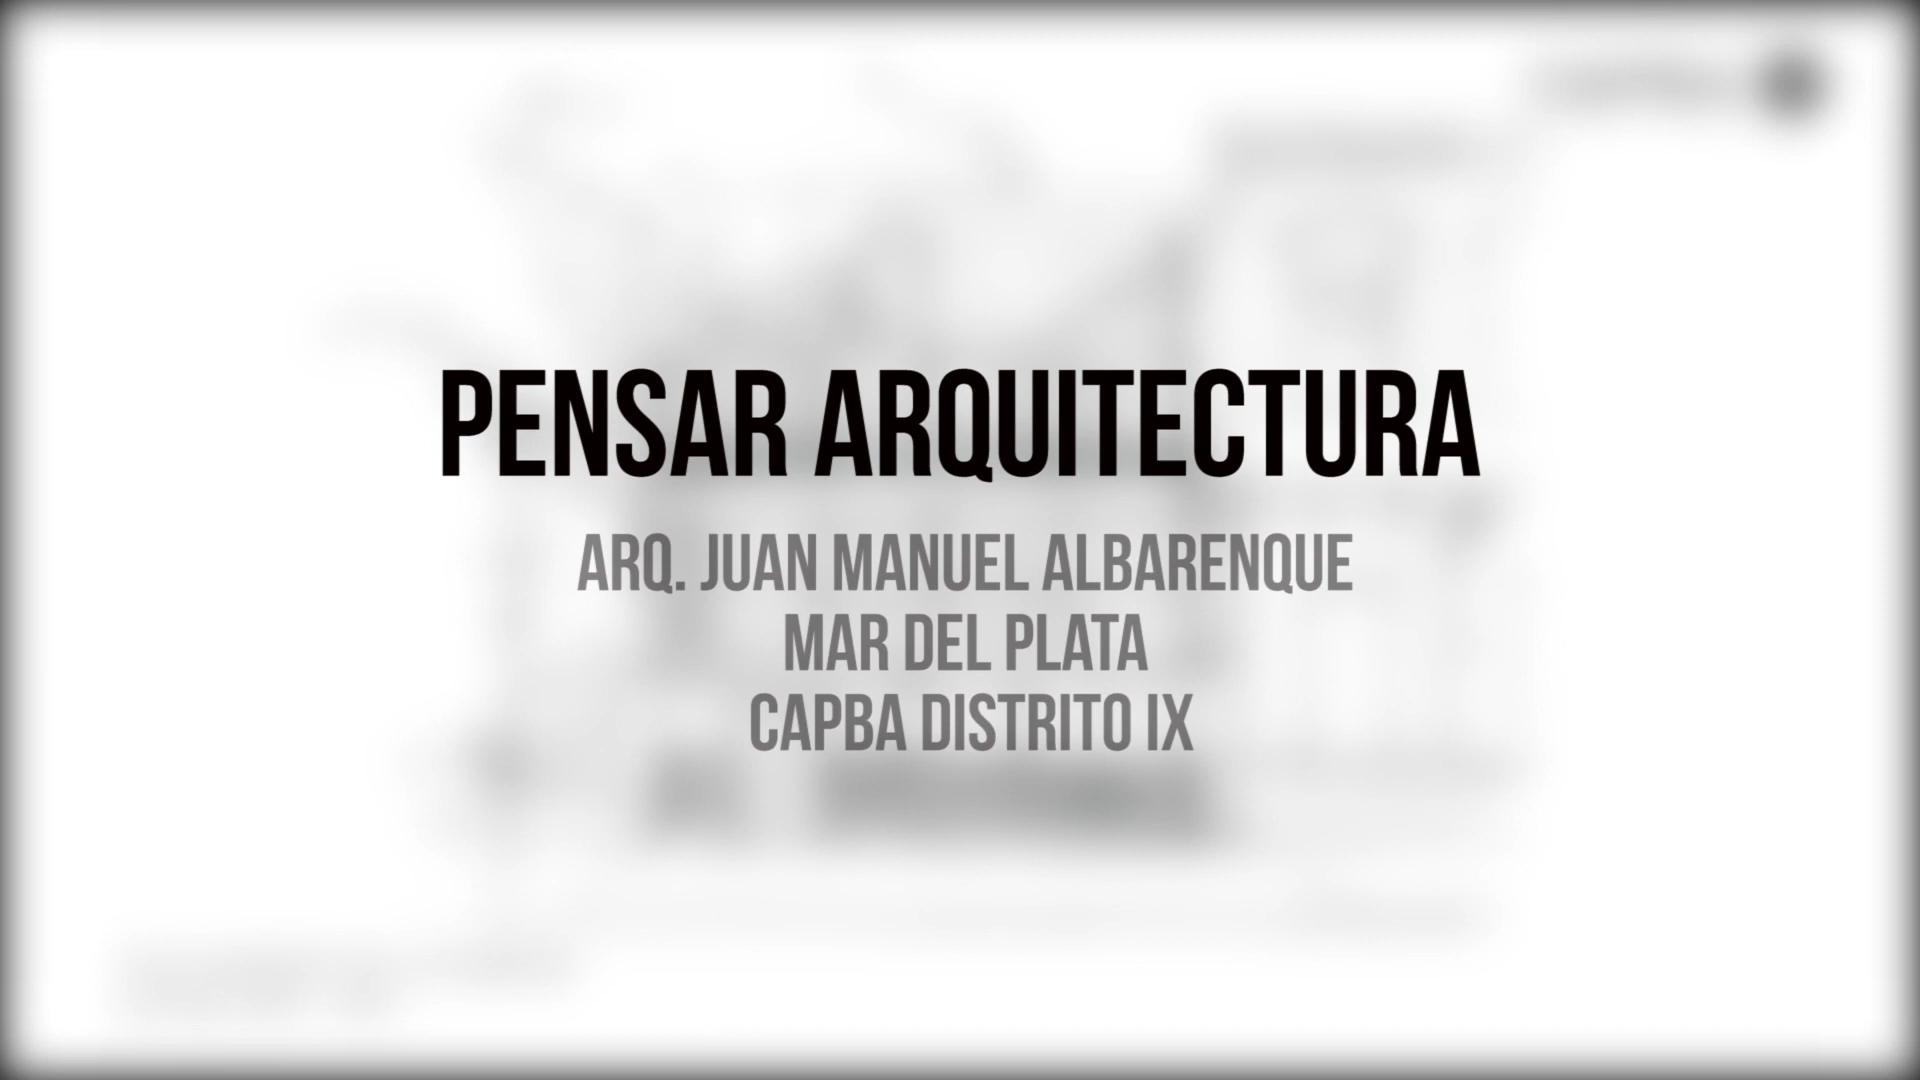 PENSAR ARQUITECTURA
ARQ. JUAN MANUEL ALBARENQUE
MAR DEL PLATA
CAPBA DISTRITO IX